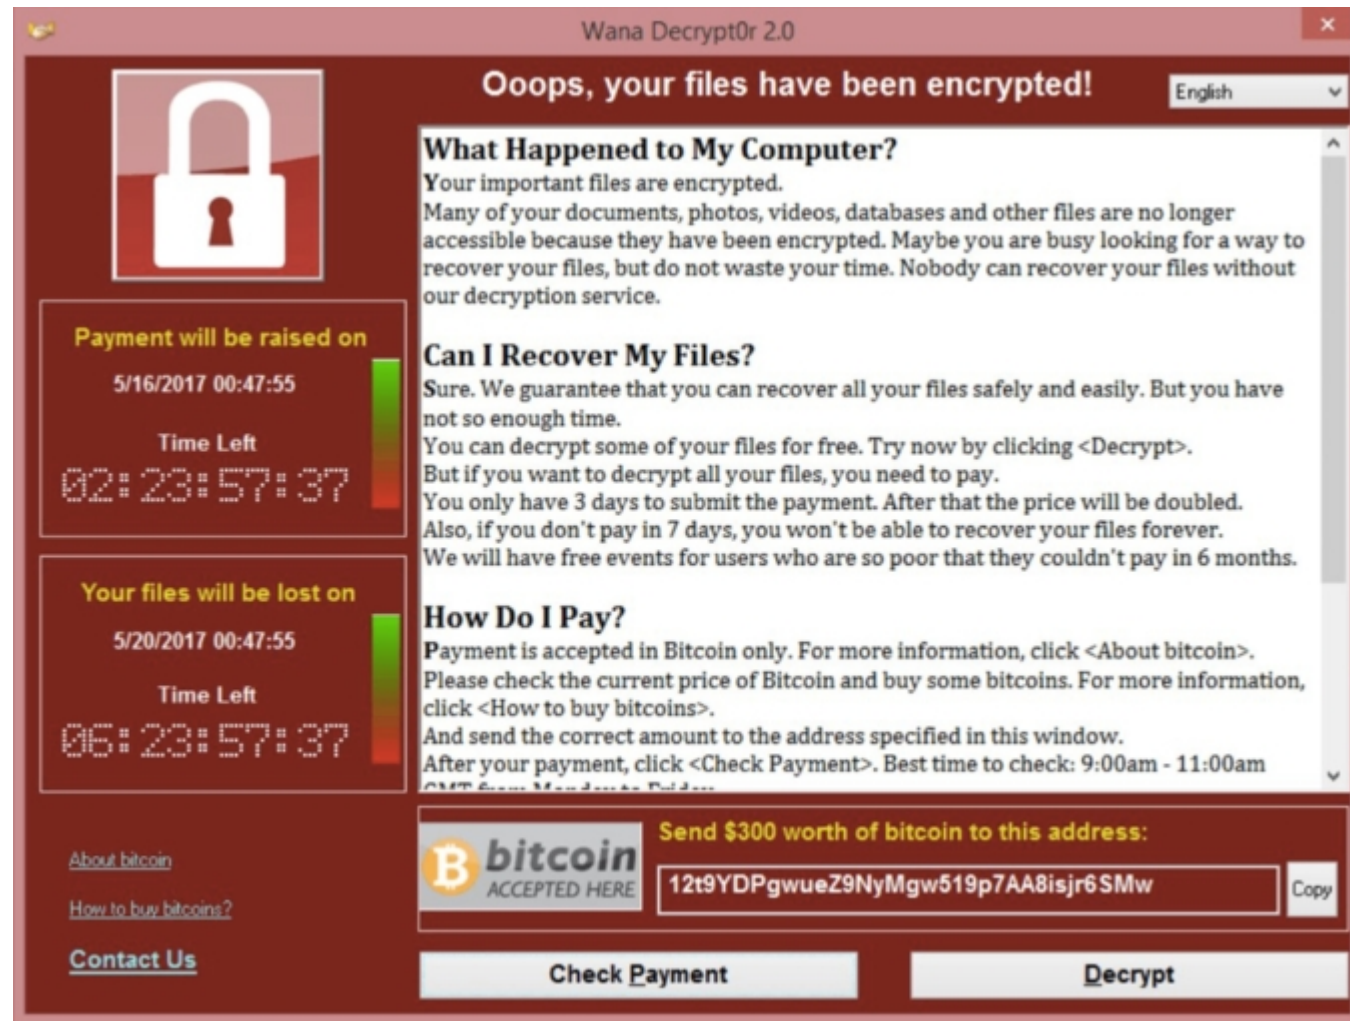 Wana Decrypt0r 2.0
Ooops, your files have been encrypted!
English
What Happened to My Computer?
Your important files are encrypted.
Many of your documents, photos, videos, databases and other files are no longer
accessible because they have been encrypted. Maybe you are busy looking for a way to
recover your files, but do not waste your time. Nobody can recover your files without
our decryption service.
Can I Recover My Files?
Sure. We guarantee that you can recover all your files safely and easily. But you have
not so enough time.
You can decrypt some of your files for free. Try now by clicking <Decrypt>.
But if you want to decrypt all your files, you need to pay.
You only have 3 days to submit the payment. After that the price will be doubled.
Also, if you don't pay in 7 days, you won't be able to recover your files forever.
We will have free events for users who are so poor that they couldn't pay in 6 months.
How Do I Pay?
Payment is accepted in Bitcoin only. For more information, click <About bitcoin>.
Please check the current price of Bitcoin and buy some bitcoins. For more information,
click <How to buy bitcoins>.
And send the correct amount to the address specified in this window.
After your payment, click <Check Payment>. Best time to check: 9:00am - 11:00am
GMT from Monday to Friday.
Payment will be raised on
5/16/2017 00:47:55
Time Left
02:23:57:37
Your files will be lost on
5/20/2017 00:47:55
Time Left
06:23:57:37
About bitcoin
How to buy bitcoins?
Contact Us
bitcoin
ACCEPTED HERE
Send $300 worth of bitcoin to this address:
12t9YDPgwueZ9NyMgw519p7AA8isjr6SMw
Copy
Check Payment
Decrypt